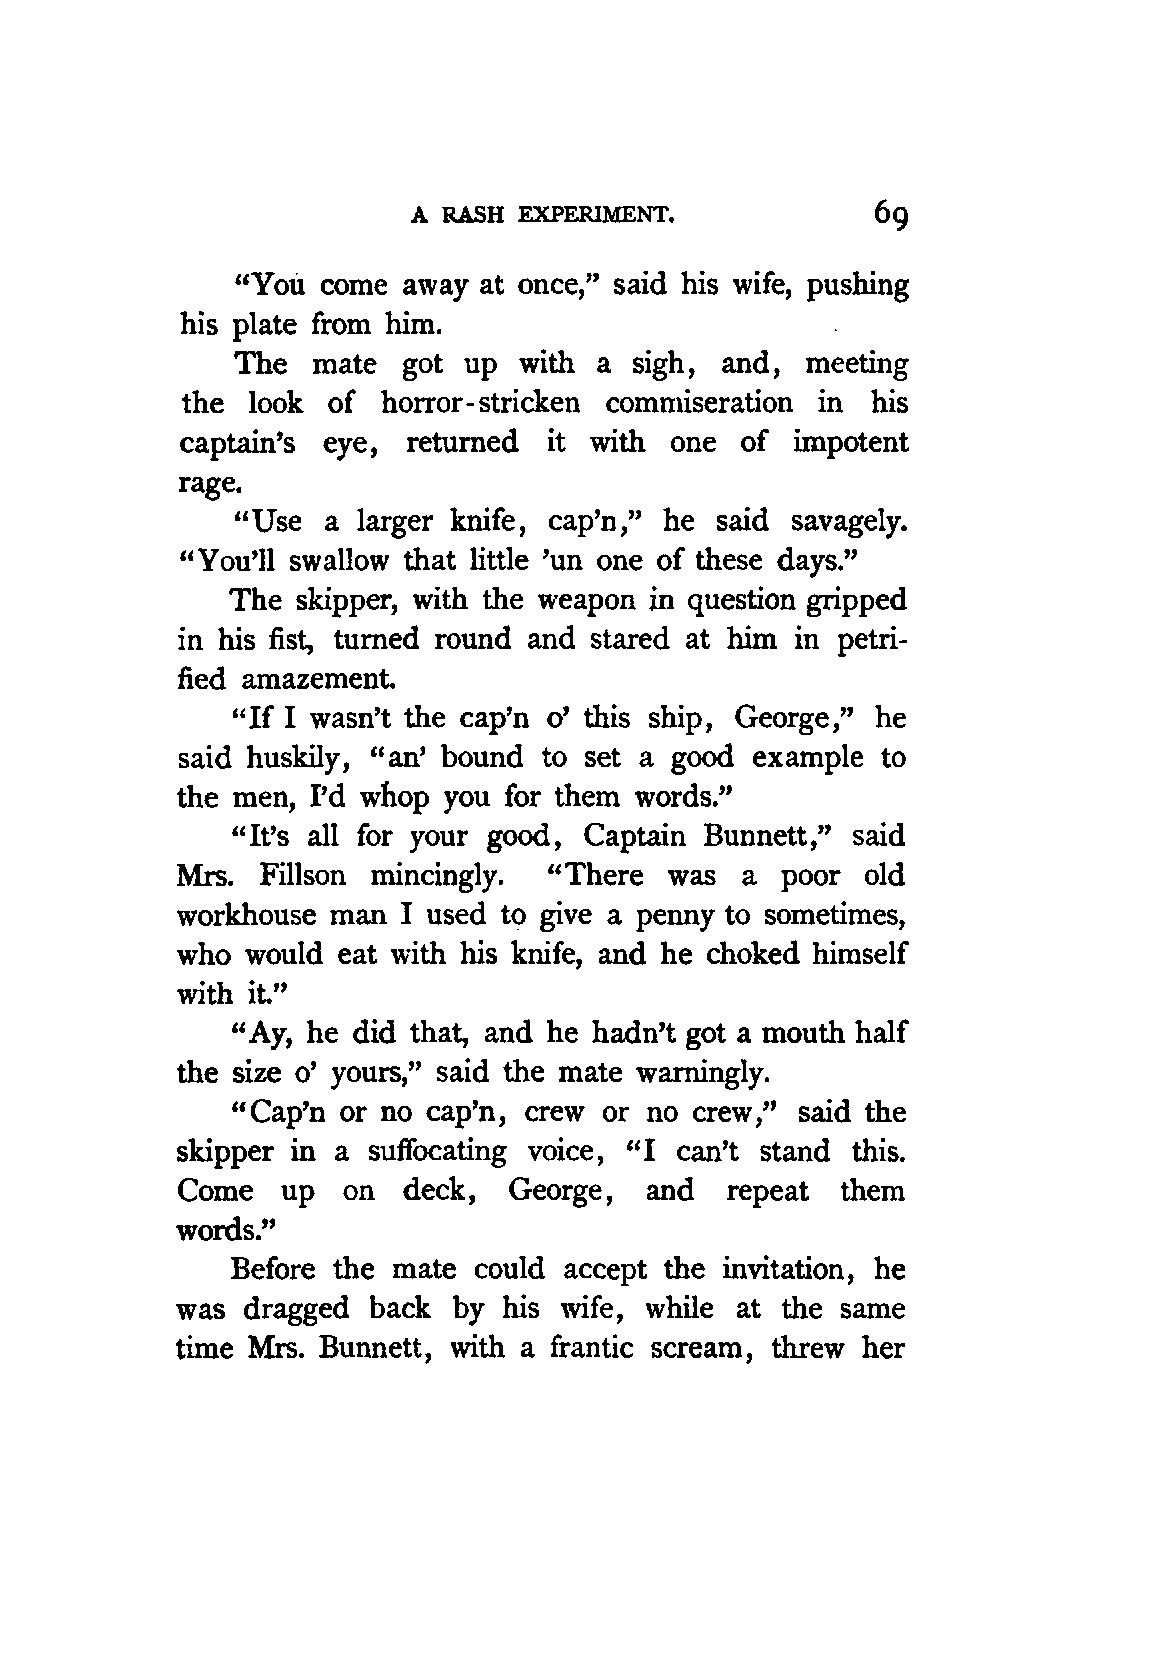 A RASH EXPERIMENT. 69
“You come away at once,” said his wife, pushing
his plate from him.
The mate got up with a sigh, and, meeting
the look of horror-stricken commiseration in his
captain’s eye, returned it with one of impotent
rage.
“Use a larger knife, cap’n,” he said savagely.
“You’ll swallow that little ’un one of these days.”
The skipper, with the weapon in question gripped
in his fist, turned round and stared at him in petri-
fied amazement.
“If I wasn’t the cap’n o’ this ship, George,” he
said huskily, “an’ bound to set a good example to
the men, I’d whop you for them words.”
“It’s all for your good, Captain Bunnett,” said
Mrs. Fillson mincingly. “There was a poor old
workhouse man I used to give a penny to sometimes,
who would eat with his knife, and he choked himself
with it.”
“Ay, he did that, and he hadn’t got a mouth half
the size o’ yours,” said the mate warningly.
“Cap’n or no cap’n, crew or no crew,” said the
skipper in a suffocating voice, “I can’t stand this.
Come up on deck, George, and repeat them
words.”
Before the mate could accept the invitation, he
was dragged back by his wife, while at the same
time Mrs. Bunnett, with a frantic scream, threw her